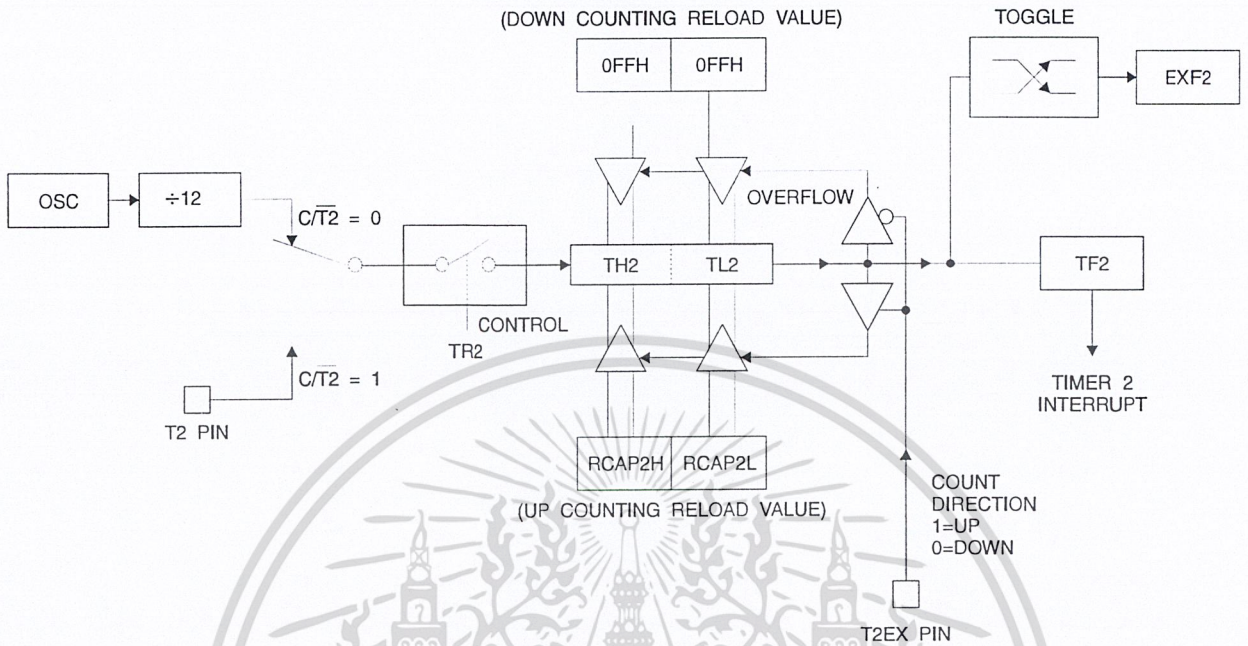 (DOWN COUNTING RELOAD VALUE)
TOGGLE
0FFH 0FFH
EXF2
OSC
÷12
OVERFLOW
C/T2̅ = 0
TH2 TL2
TF2
CONTROL
TR2
C/T2̅ = 1
TIMER 2
INTERRUPT
T2 PIN
RCAP2H RCAP2L
(UP COUNTING RELOAD VALUE)
COUNT
DIRECTION
1=UP
0=DOWN
T2EX PIN